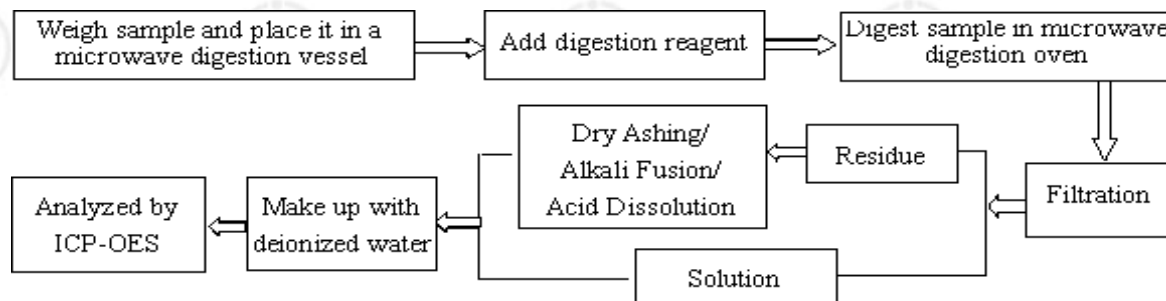 Weigh sample and place it in a
microwave digestion vessel
Add digestion reagent
Digest sample in microwave
digestion oven
Filtration
Residue
Solution
Dry Ashing/
Alkali Fusion/
Acid Dissolution
Make up with
deionized water
Analyzed by
ICP-OES